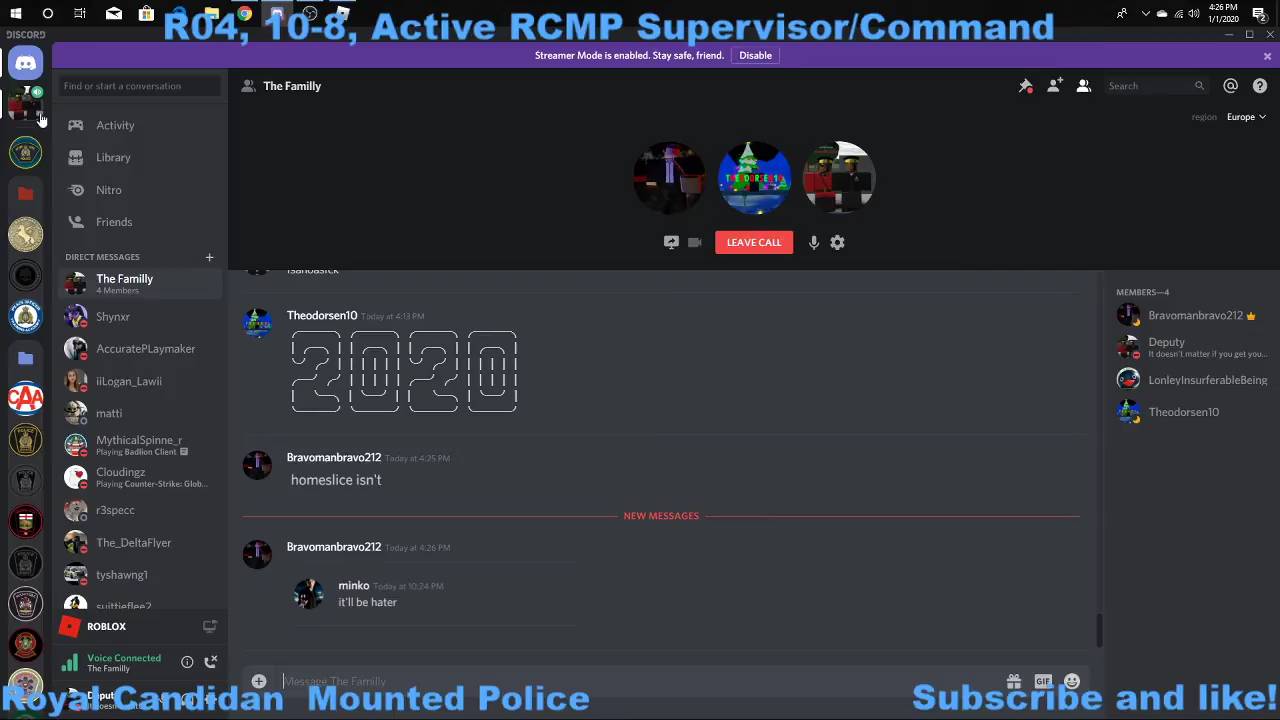 4:26 PM
1/1/2020
R04, 10-8, Active RCMP Supervisor/Command
DISCORD
Streamer Mode is enabled. Stay safe, friend.
Disable
Find or start a conversation
The Familly
Search
region
Europe
Activity
Library
Nitro
Friends
LEAVE CALL
DIRECT MESSAGES
The Familly
4 Members
Shynxr
AccuratePLaymaker
iiLogan_Lawii
matti
MythicalSpinne_r
Playing Badlion Client
Cloudingz
Playing Counter-Strike: Glob...
r3specc
The_DeltaFlyer
tyshawng1
suittieflee2
ROBLOX
Voice Connected
The Familly
Theodorsen10 Today at 4:13 PM
2020
Bravomanbravo212 Today at 4:25 PM
homeslice isn't
NEW MESSAGES
Bravomanbravo212 Today at 4:26 PM
minko Today at 10:24 PM
it'll be hater
Message The Familly
GIF
MEMBERS—4
Bravomanbravo212
Deputy
It doesn't matter if you get you...
LonleyInsurferableBeing
Theodorsen10
CAA
Royal Candidan Mounted Police
Subscribe and like!